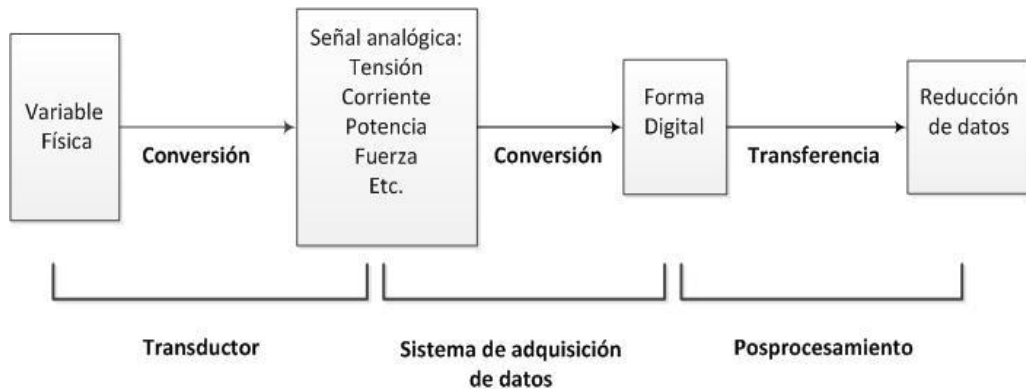 Variable
Física
Conversión
Señal analógica:
Tensión
Corriente
Potencia
Fuerza
Etc.
Conversión
Forma
Digital
Transferencia
Reducción
de datos
Transductor
Sistema de adquisición
de datos
Posprocesamiento